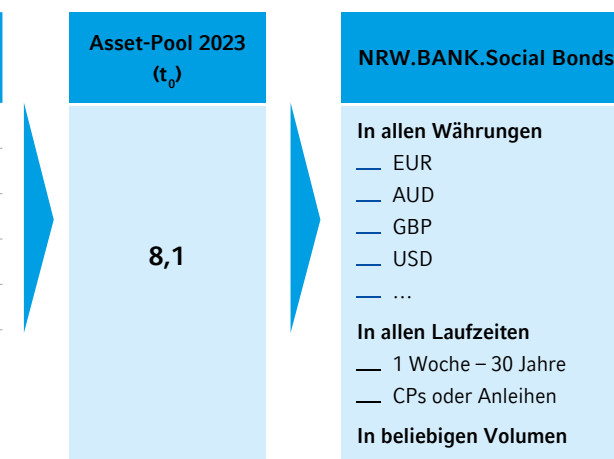 Asset-Pool 2023
(t₀)
8,1
NRW.BANK.Social Bonds
In allen Währungen
— EUR
— AUD
— GBP
— USD
— …
In allen Laufzeiten
— 1 Woche – 30 Jahre
— CPs oder Anleihen
In beliebigen Volumen